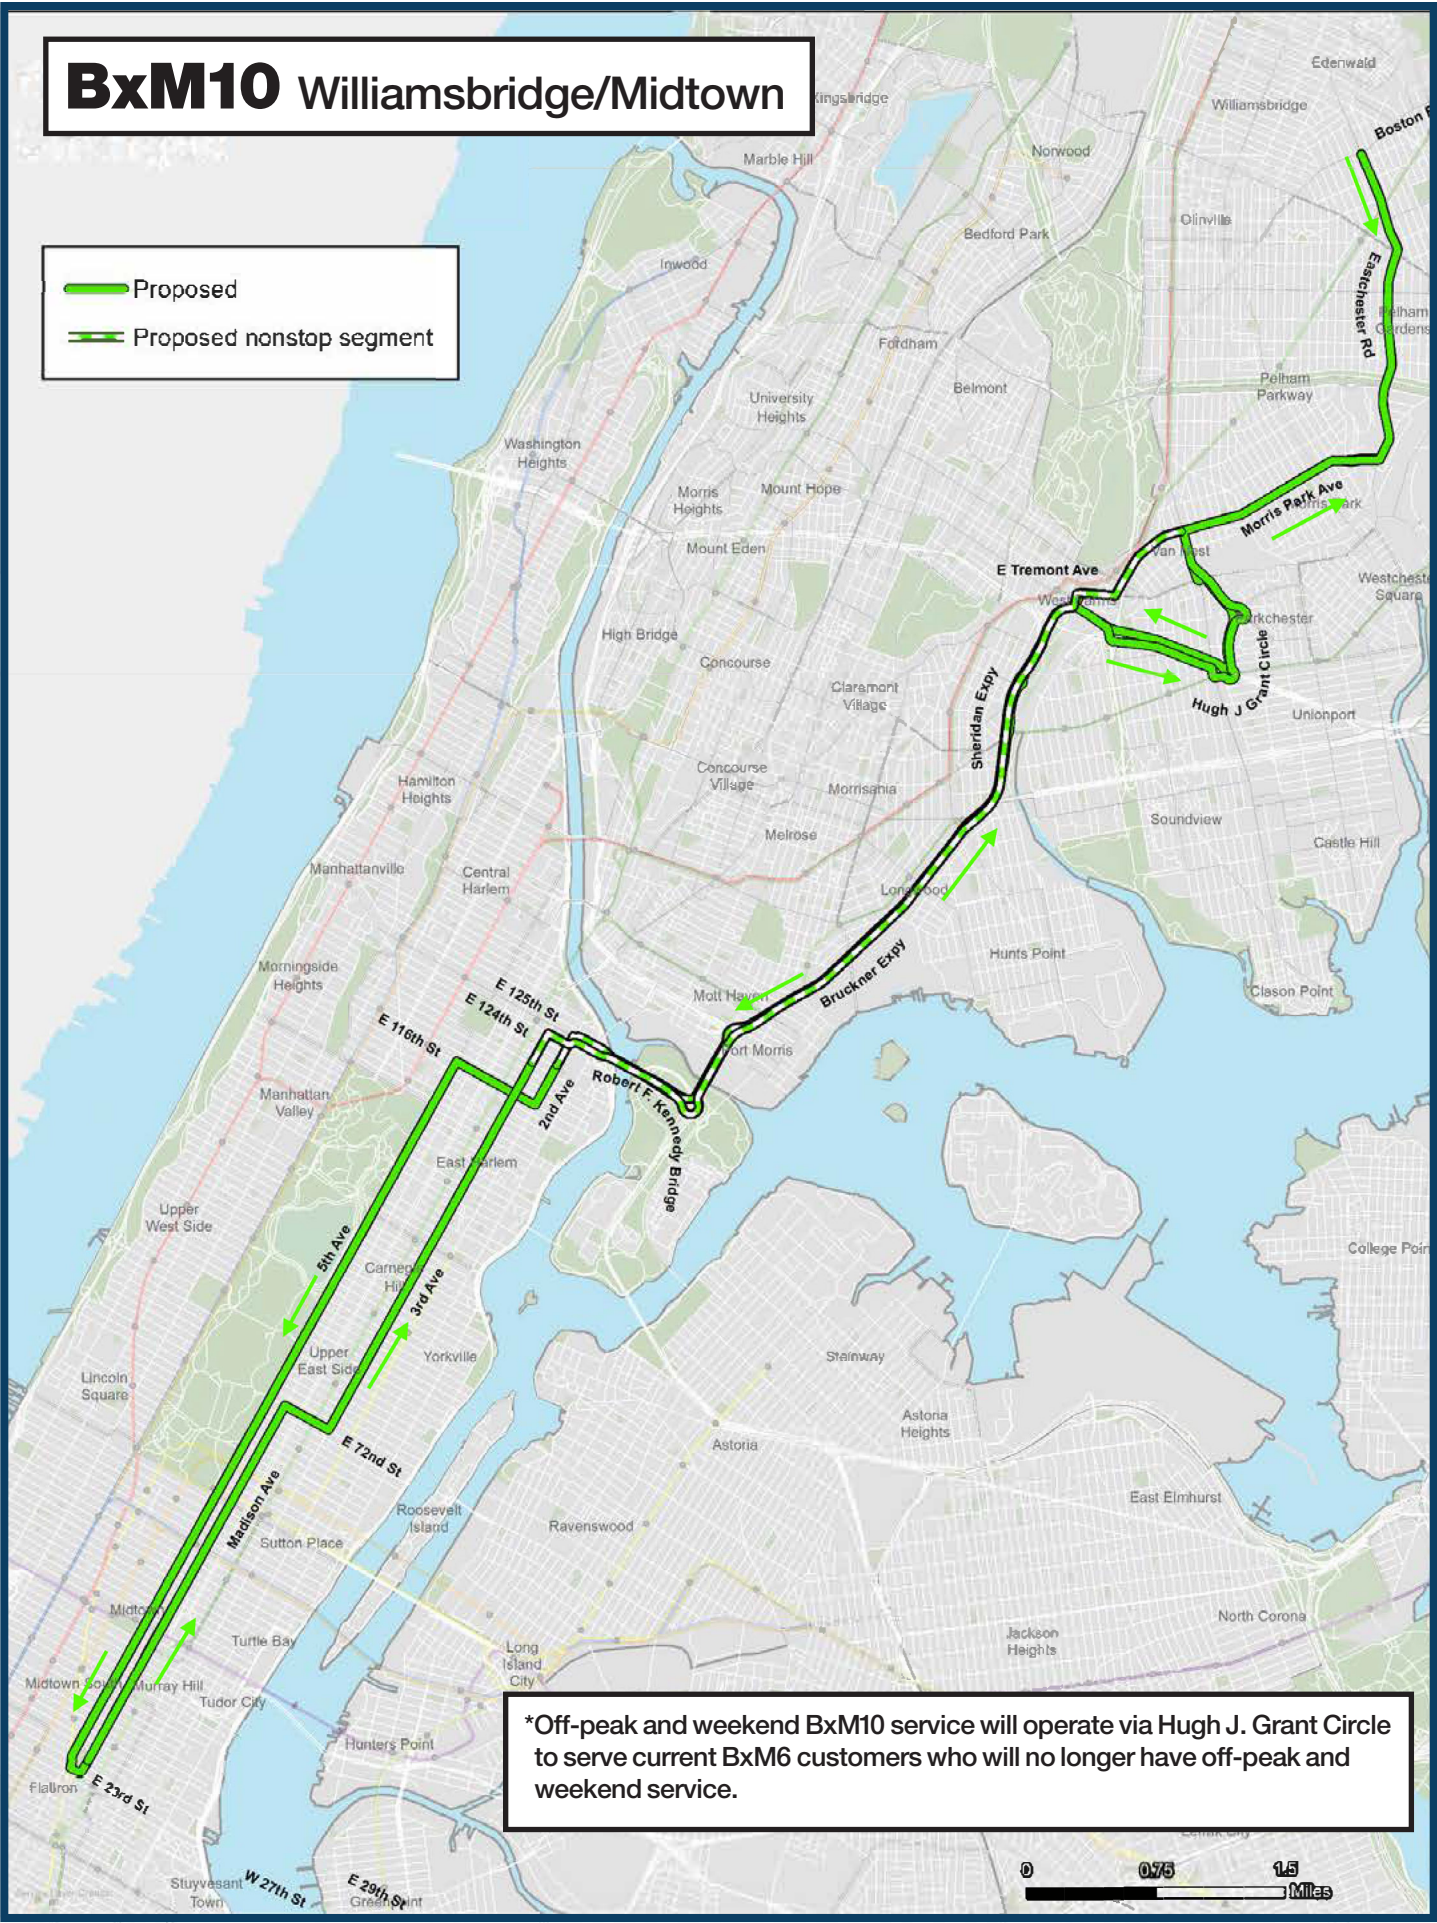 BxM10 Williamsbridge/Midtown
Proposed
Proposed nonstop segment
Edenwald
Williamsbridge
Kingsbridge
Boston
Marble Hill
Norwood
Olinville
Bedford Park
Inwood
Eastchester Rd
Pelham
Gardens
Fordham
Belmont
Pelham
Parkway
University
Heights
Washington
Heights
Morris
Heights
Mount Hope
Morris Park Ave
Morris Park
Mount Eden
Van Nest
E Tremont Ave
West Farms
Westcheste
Square
Parkchester
High Bridge
Concourse
Hugh J Grant Circle
Claremont
Village
Sheridan Expy
Unionport
Concourse
Village
Hamilton
Heights
Morrisania
Soundview
Melrose
Castle Hill
Manhattanville
Central
Harlem
Longwood
Hunts Point
Morningside
Heights
Bruckner Expy
Clason Point
Mott Haven
E 125th St
E 124th St
E 116th St
Port Morris
Robert F. Kennedy Bridge
2nd Ave
Manhattan
Valley
East Harlem
Upper
West Side
5th Ave
Carnegie
Hill
3rd Ave
College Poin
Upper
East Side
Yorkville
Steinway
Lincoln
Square
Astoria
Heights
E 72nd St
Astoria
Madison Ave
Roosevelt
Island
East Elmhurst
Ravenswood
Sutton Place
Midtown
North Corona
Turtle Bay
Jackson
Heights
Long
Island
City
Midtown South
Murray Hill
Tudor City
Hunters Point
Flatiron
E 23rd St
*Off-peak and weekend BxM10 service will operate via Hugh J. Grant Circle
to serve current BxM6 customers who will no longer have off-peak and
weekend service.
Stuyvesant
Town
W 27th St
E 29th St
Greenpoint
0 0.75 1.5
Miles